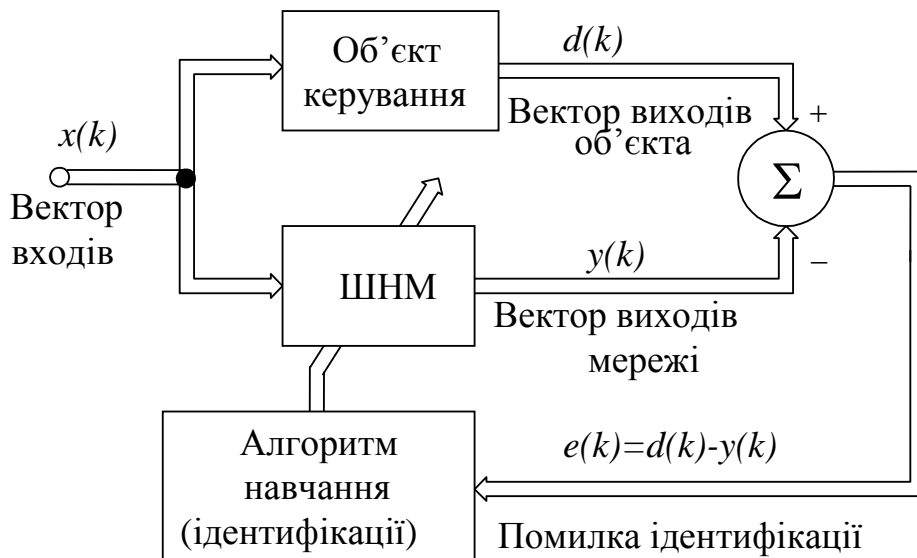 Об’єкт
керування
d(k)
Вектор виходів
об’єкта
+
x(k)
Вектор
входів
Σ
ШНМ
y(k)
−
Вектор виходів
мережі
Алгоритм
навчання
(ідентифікації)
e(k)=d(k)-y(k)
Помилка ідентифікації